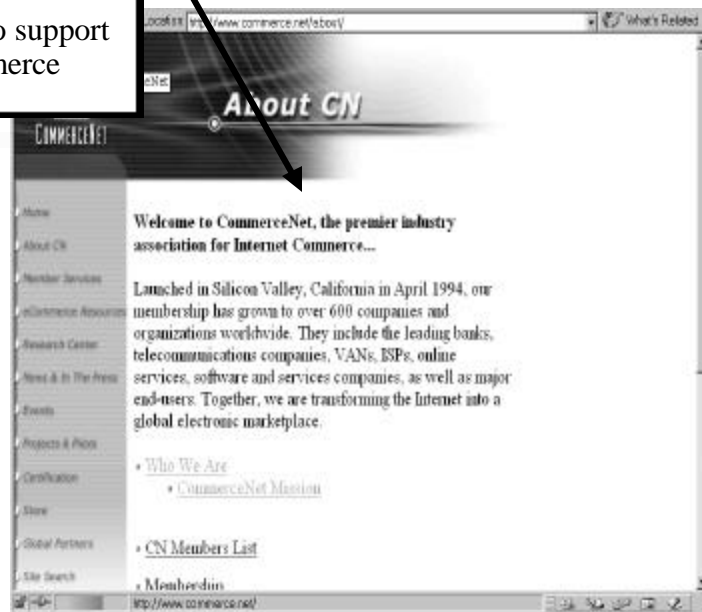 o support
merce
http://www.commerce.net/about/
What's Related
About CN
COMMERCENET
Welcome to CommerceNet, the premier industry
association for Internet Commerce...
Launched in Silicon Valley, California in April 1994, our
membership has grown to over 600 companies and
organizations worldwide. They include the leading banks,
telecommunications companies, VANs, ISPs, online
services, software and services companies, as well as major
end-users. Together, we are transforming the Internet into a
global electronic marketplace.
Home
About CN
Member Services
eCommerce Resources
Research Center
News & In The Press
Events
Projects & Pilots
Certification
Store
Global Partners
Site Search
• Who We Are
• CommerceNet Mission
• CN Members List
• Membership
http://www.commerce.net/